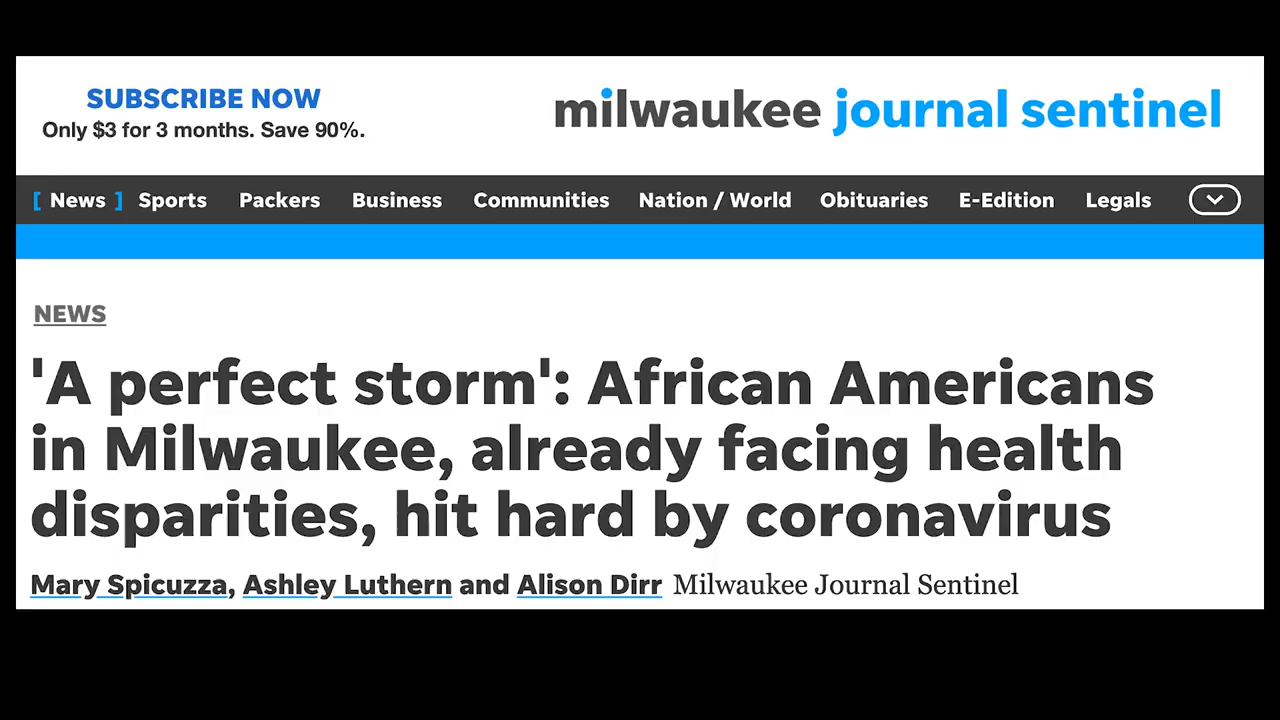 SUBSCRIBE NOW
Only $3 for 3 months. Save 90%.
milwaukee journal sentinel
[ News ] Sports Packers Business Communities Nation / World Obituaries E-Edition Legals
NEWS
'A perfect storm': African Americans
in Milwaukee, already facing health
disparities, hit hard by coronavirus
Mary Spicuzza, Ashley Luthern and Alison Dirr Milwaukee Journal Sentinel